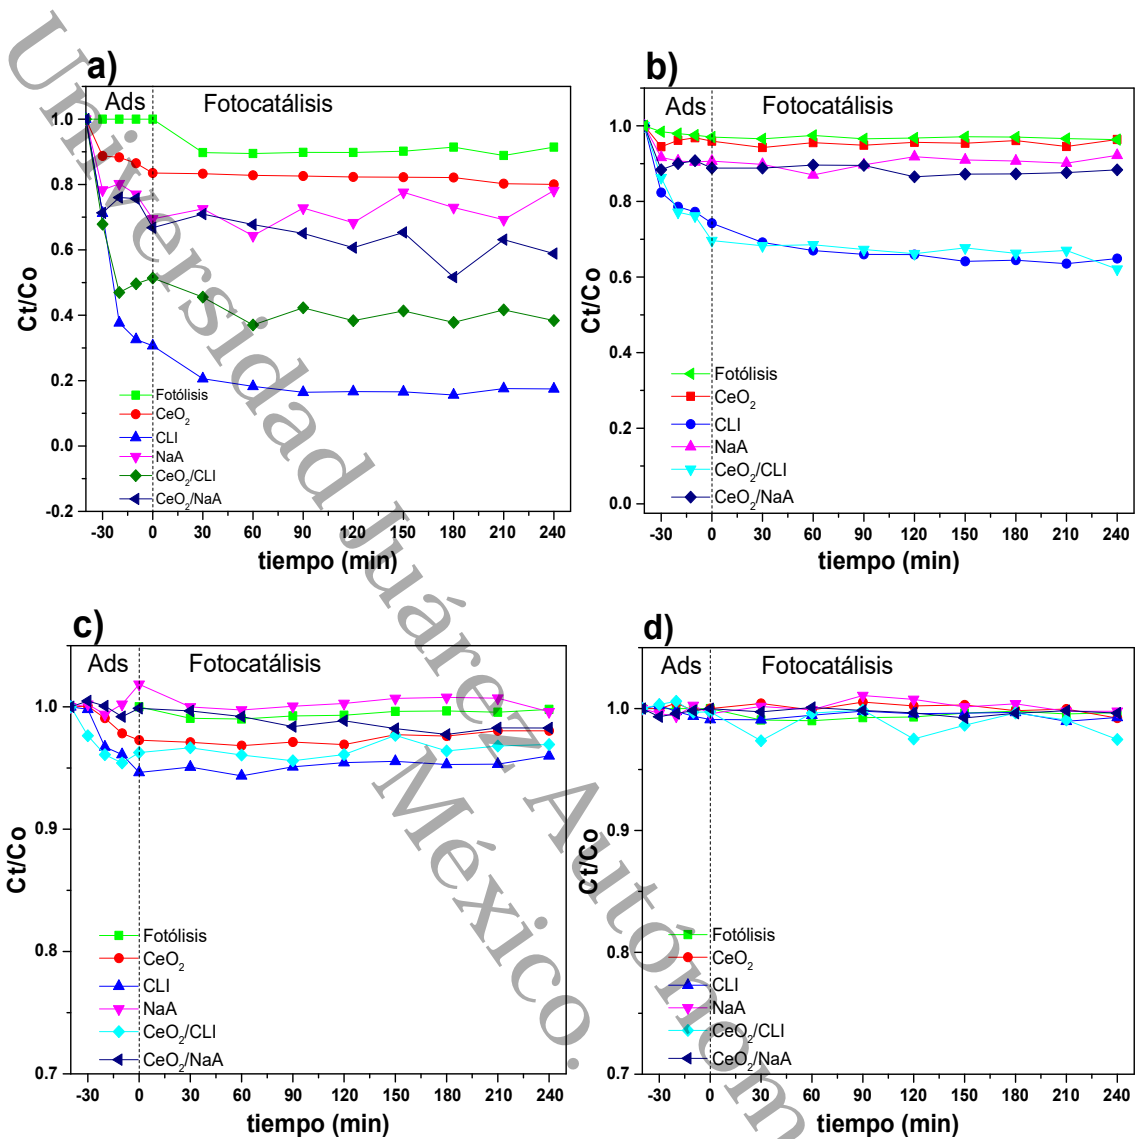 a)
Ads Fotocatálisis
Ct/Co
1.0
0.8
0.6
0.4
0.2
0.0
-0.2
Fotólisis
CeO2
CLI
NaA
CeO2/CLI
CeO2/NaA
-30 0 30 60 90 120 150 180 210 240
tiempo (min)
b)
Ads Fotocatálisis
Ct/Co
1.0
0.8
0.6
0.4
0.2
0.0
Fotólisis
CeO2
CLI
NaA
CeO2/CLI
CeO2/NaA
-30 0 30 60 90 120 150 180 210 240
tiempo (min)
c)
Ads Fotocatálisis
Ct/Co
1.0
0.9
0.8
0.7
Fotólisis
CeO2
CLI
NaA
CeO2/CLI
CeO2/NaA
-30 0 30 60 90 120 150 180 210 240
tiempo (min)
d)
Ads Fotocatálisis
Ct/Co
1.0
0.9
0.8
0.7
Fotólisis
CeO2
CLI
NaA
CeO2/CLI
CeO2/NaA
-30 0 30 60 90 120 150 180 210 240
tiempo (min)
Universidad Juárez Autónom
México.